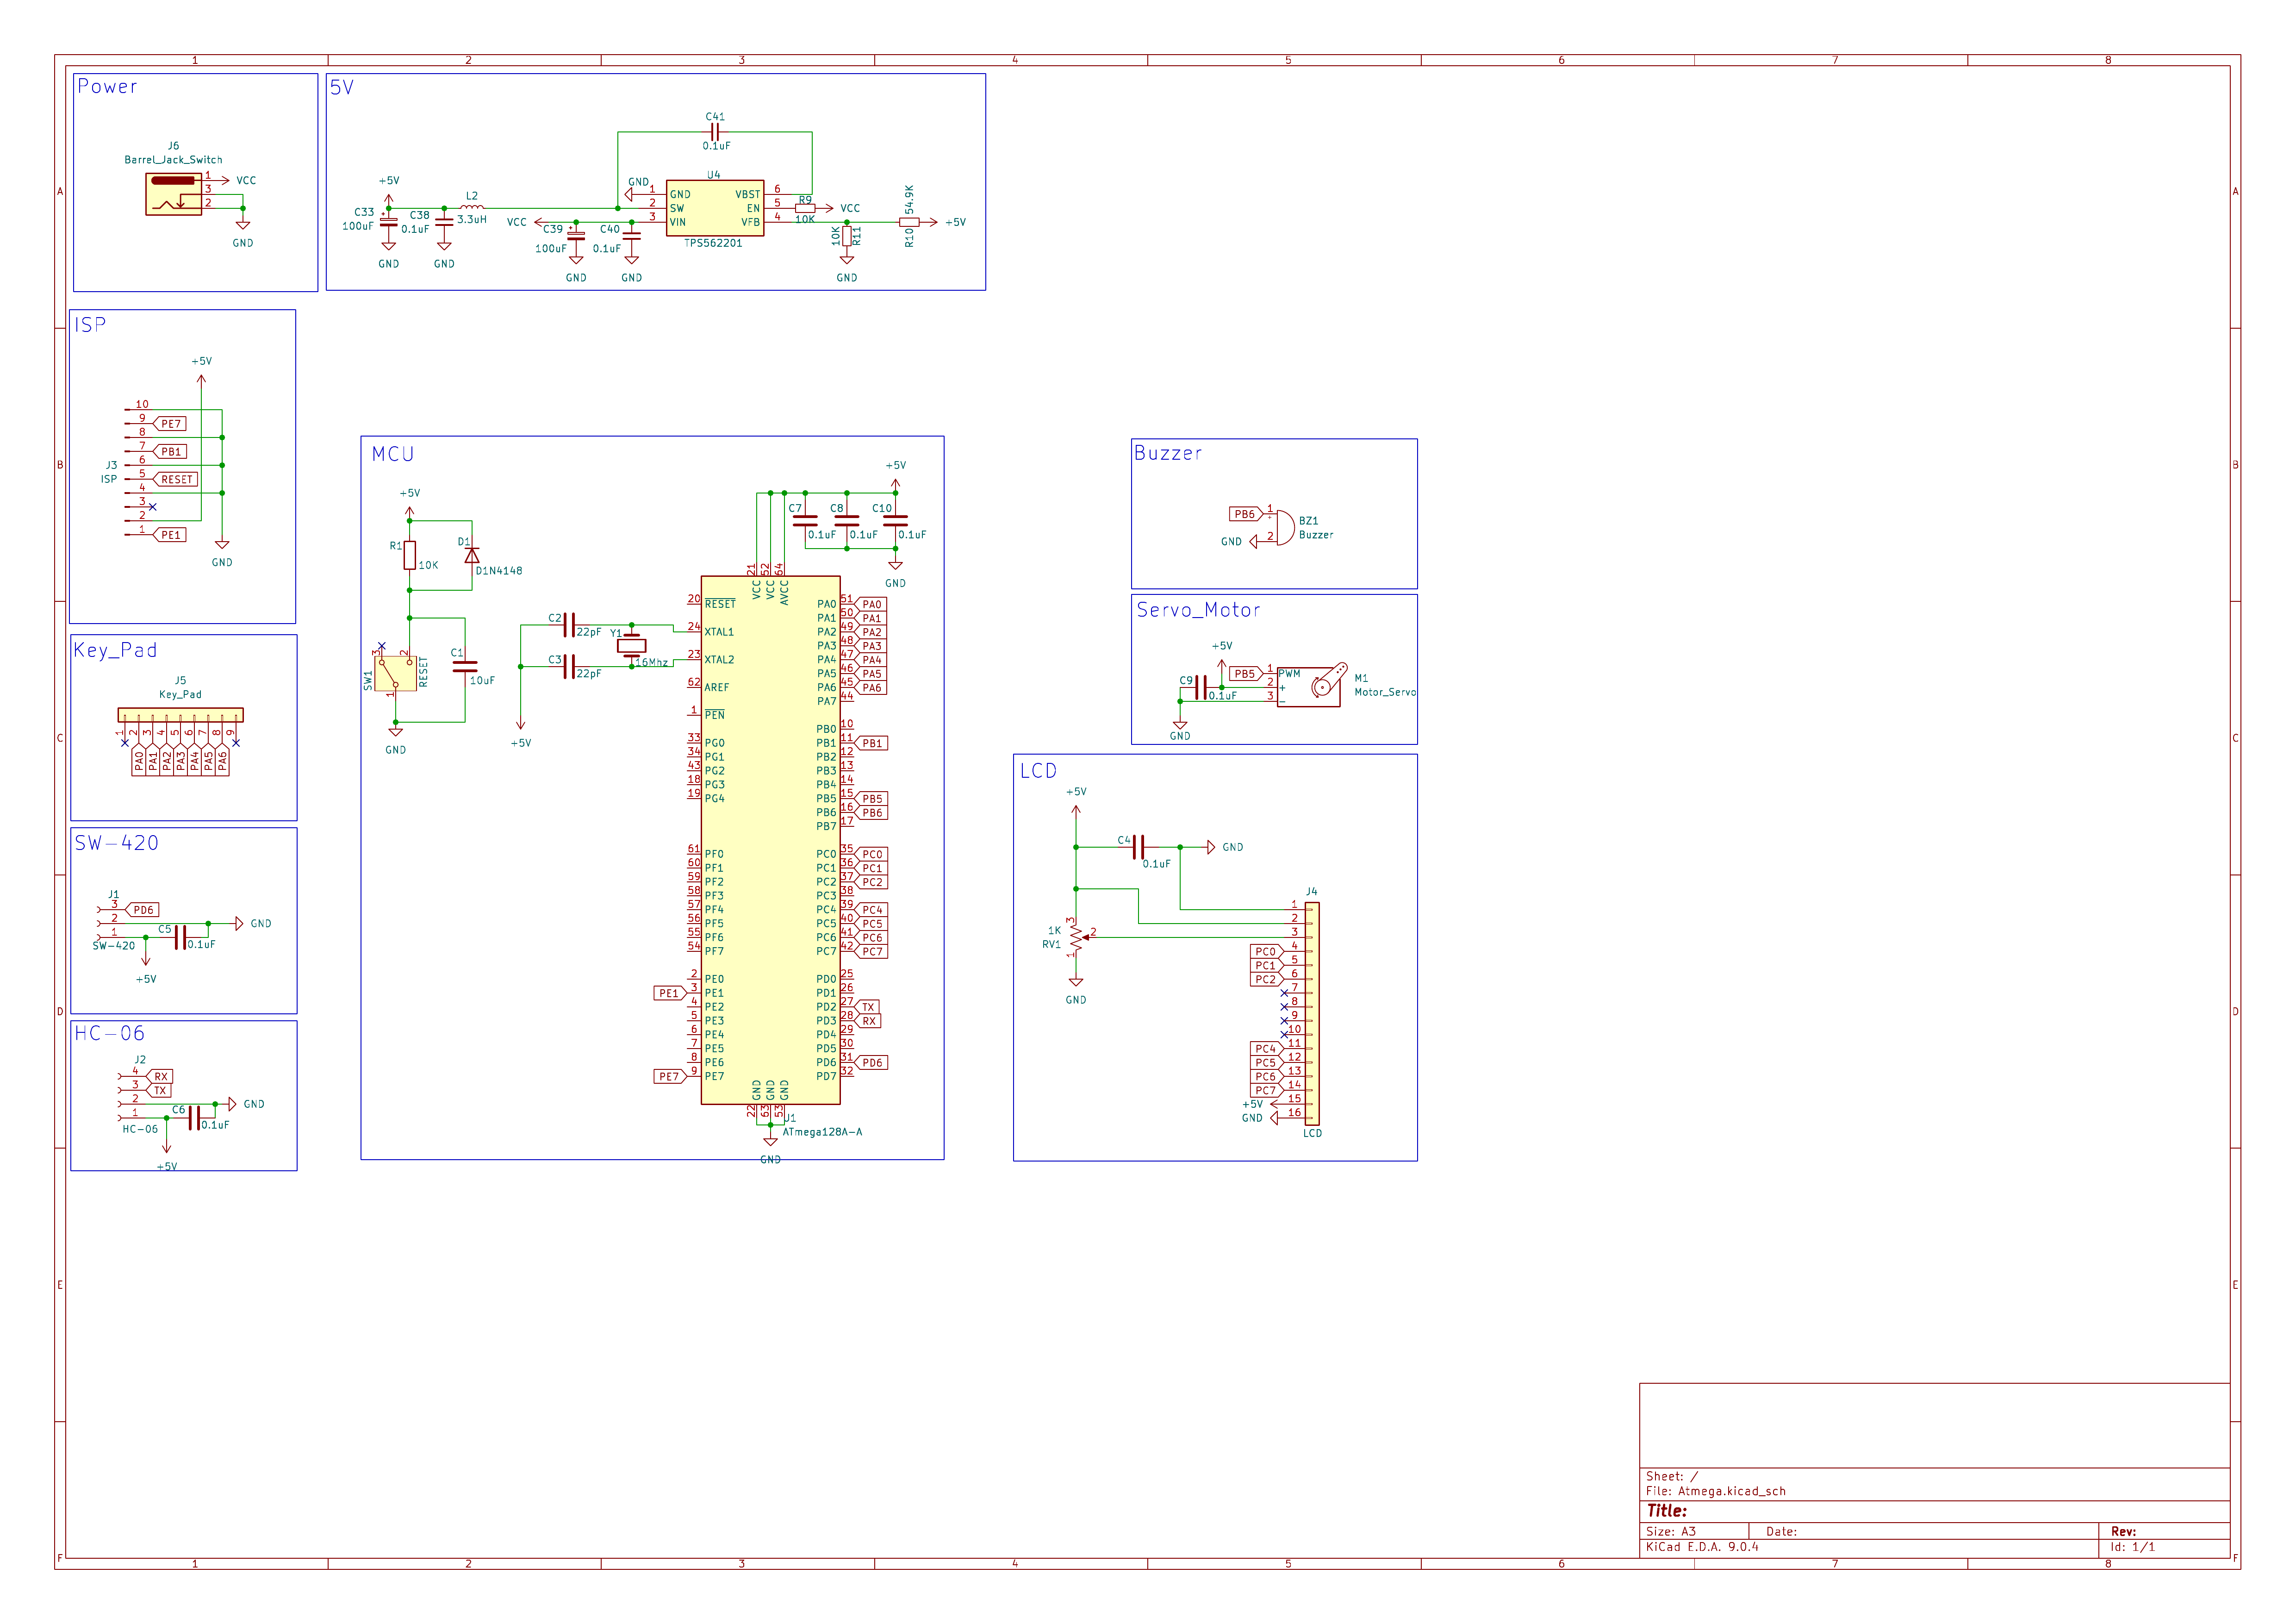 1 2 3 4 5 6 7 8
A B C D E F
A B C D E F
Power
J6
Barrel_Jack_Switch
1 VCC
3
2
GND
5V
C41
0.1uF
+5V
C33
100uF
GND
C38
0.1uF
GND
L2
3.3uH
VCC
C39
100uF
GND
C40
0.1uF
GND
GND
U4
1 GND
2 SW
3 VIN
VBST 6
EN 5
VFB 4
TPS562201
R9
10K
VCC
10K
R11
GND
54.9K
R10
+5V
ISP
+5V
10
9 PE7
8
7 PB1
6
5 RESET
4
3
2
1 PE1
J3
ISP
GND
Key_Pad
J5
Key_Pad
1 2 3 4 5 6 7 8 9
PA0 PA1 PA2 PA3 PA4 PA5 PA6
SW-420
J1
3 PD6
2
1
SW-420
C5
0.1uF
GND
+5V
HC-06
J2
4 RX
3 TX
2
1
HC-06
C6
0.1uF
GND
+5V
MCU
+5V
R1
10K
D1
D1N4148
SW1
3 2 1
RESET
C1
10uF
GND
C2
22pF
C3
22pF
Y1
16Mhz
+5V
+5V
C7
0.1uF
C8
0.1uF
C10
0.1uF
GND
21 52 64
VCC VCC AVCC
20 RESET
24 XTAL1
23 XTAL2
62 AREF
1 PEN
33 PG0
34 PG1
43 PG2
18 PG3
19 PG4
61 PF0
60 PF1
59 PF2
58 PF3
57 PF4
56 PF5
55 PF6
54 PF7
2 PE0
PE1 3 PE1
4 PE2
5 PE3
6 PE4
7 PE5
8 PE6
PE7 9 PE7
PA0 51 PA0
PA1 50 PA1
PA2 49 PA2
PA3 48 PA3
PA4 47 PA4
PA5 46 PA5
PA6 45 PA6
PA7 44
PB0 10
PB1 11 PB1
PB2 12
PB3 13
PB4 14
PB5 15 PB5
PB6 16 PB6
PB7 17
PC0 35 PC0
PC1 36 PC1
PC2 37 PC2
PC3 38
PC4 39 PC4
PC5 40 PC5
PC6 41 PC6
PC7 42 PC7
PD0 25
PD1 26
PD2 27 TX
PD3 28 RX
PD4 29
PD5 30
PD6 31 PD6
PD7 32
GND GND GND
22 63 53
U1
ATmega128A-A
GND
Buzzer
PB6 1
+
GND 2
BZ1
Buzzer
Servo_Motor
+5V
PB5 1 PWM
2 +
3 -
C9
0.1uF
GND
M1
Motor_Servo
LCD
+5V
C4
0.1uF
GND
1K
RV1
3 2 1
GND
J4
1
2
3
PC0 4
PC1 5
PC2 6
7
8
9
10
PC4 11
PC5 12
PC6 13
PC7 14
+5V 15
GND 16
LCD
Sheet: /
File: Atmega.kicad_sch
Title:
Size: A3 Date: Rev:
KiCad E.D.A. 9.0.4 Id: 1/1
1 2 3 4 5 6 7 8